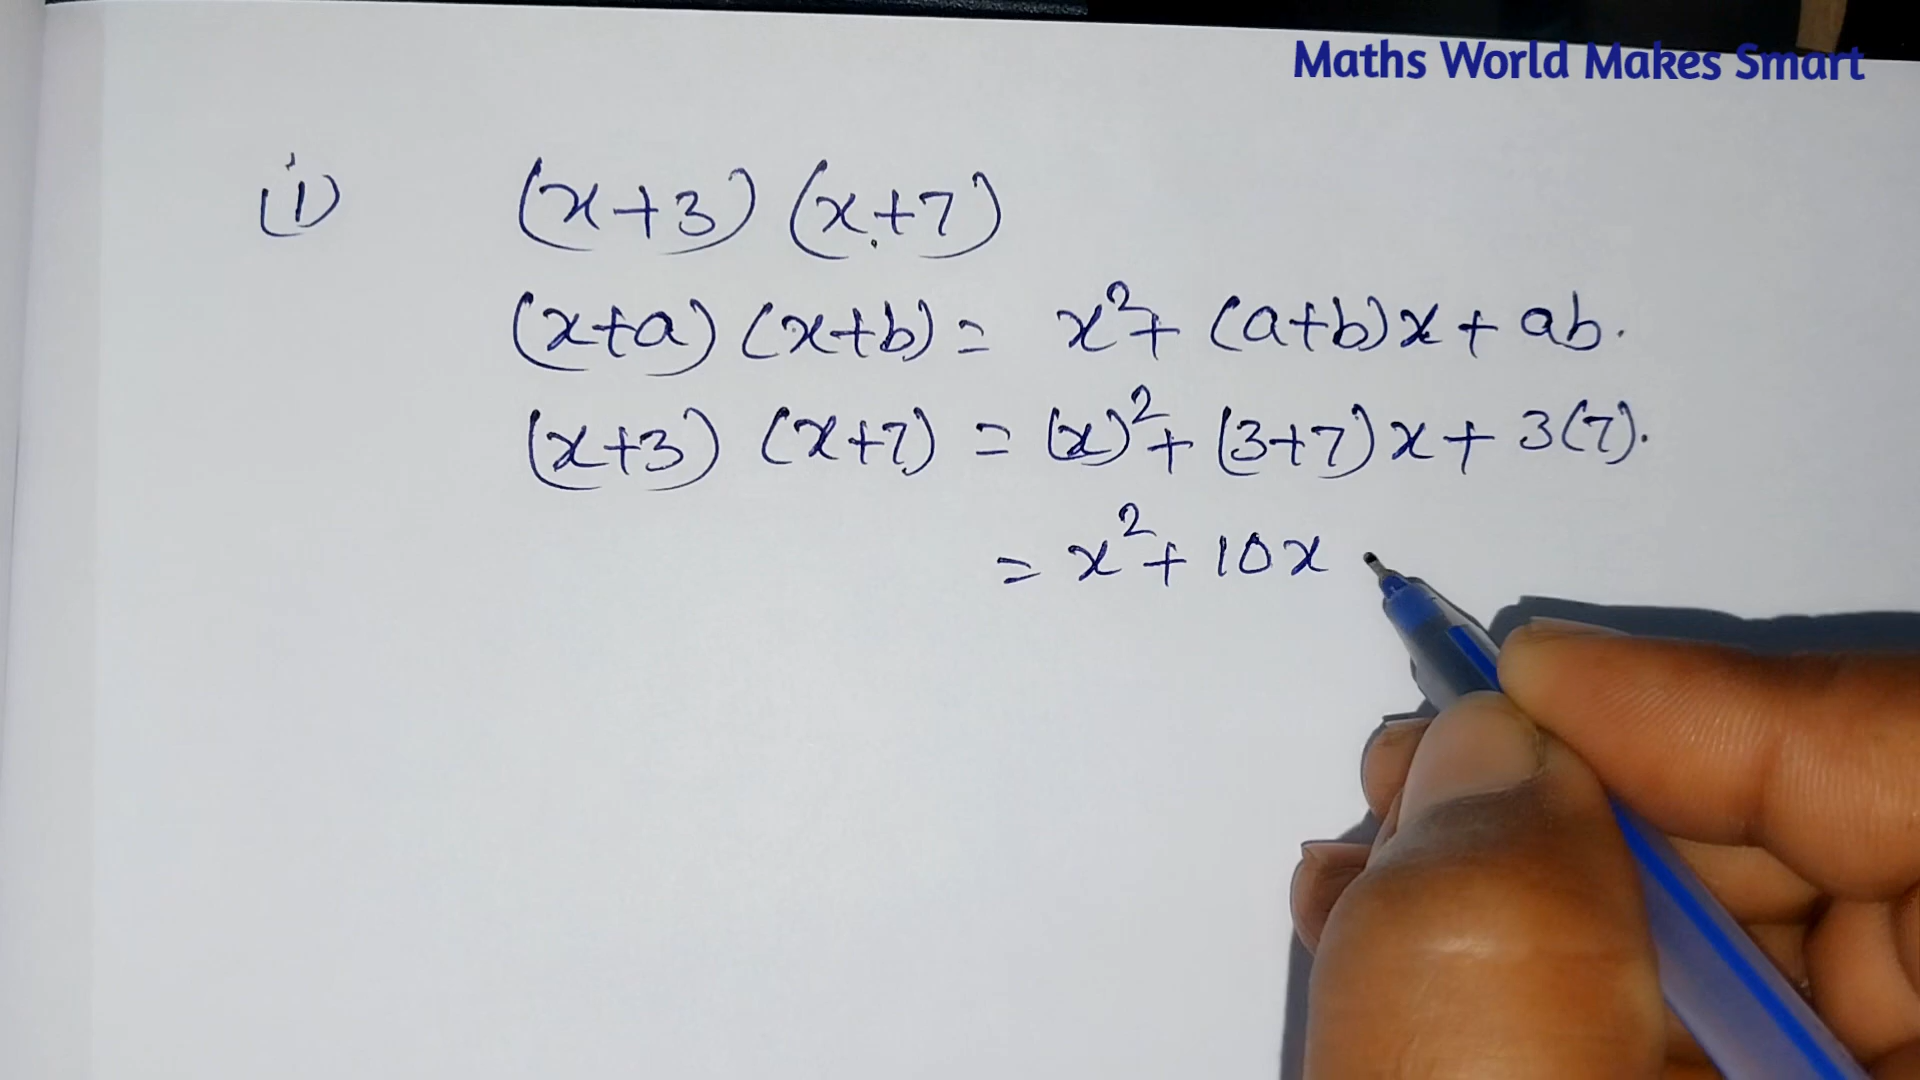 Maths World Makes Smart
(i) (x+3) (x+7)
(x+a) (x+b) = x² + (a+b)x + ab.
(x+3) (x+7) = (x)² + (3+7)x + 3(7).
= x² + 10x